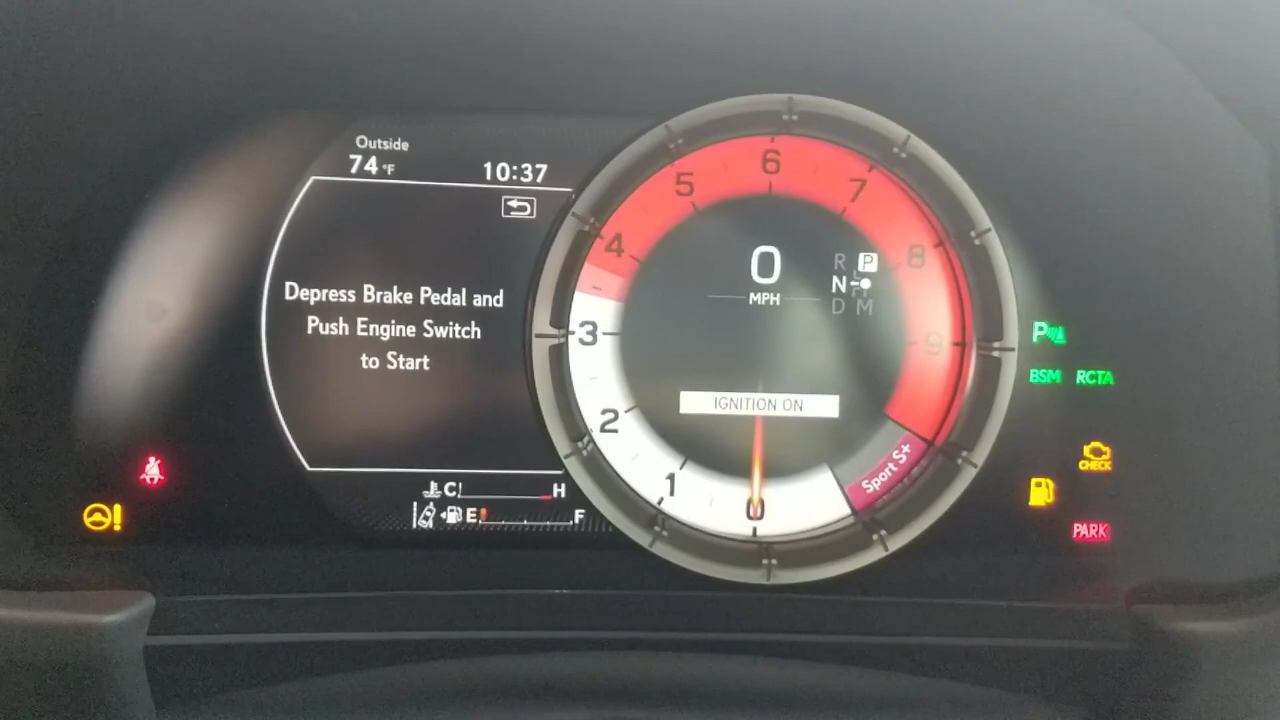 Outside
74 °F
10:37
Depress Brake Pedal and
Push Engine Switch
to Start
C H
E F
0
1
2
3
4
5
6
7
8
9
0
MPH
R P
N
D M
IGNITION ON
Sport S+
P
BSM RCTA
CHECK
PARK